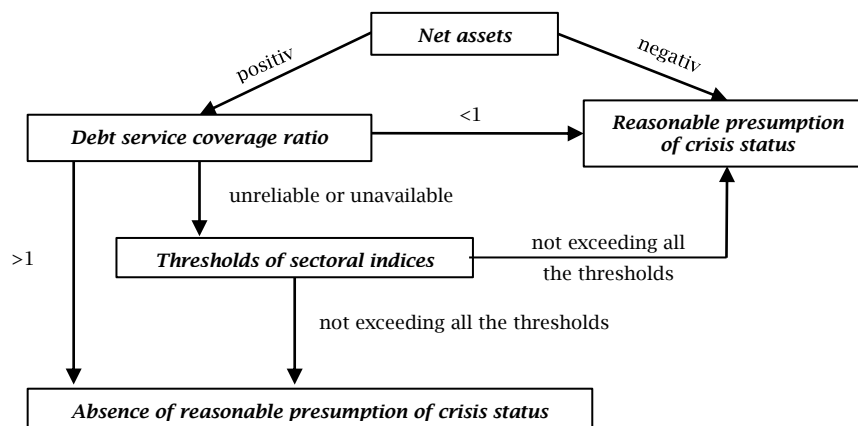 Net assets
positiv
negativ
Debt service coverage ratio
<1
Reasonable presumption
of crisis status
unreliable or unavailable
>1
Thresholds of sectoral indices
not exceeding all
the thresholds
not exceeding all the thresholds
Absence of reasonable presumption of crisis status